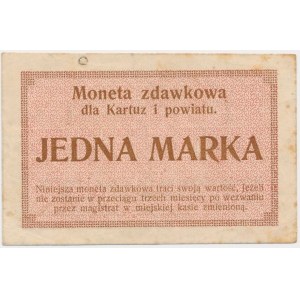 Moneta zdawkowa
dla Kartuz i powiatu.
JEDNA MARKA
Niniejsza moneta zdawkowa traci swoją wartość, jeżeli
nie zostanie w przeciągu trzech miesięcy po wezwaniu
przez magistrat w miejskiej kasie zmienioną.